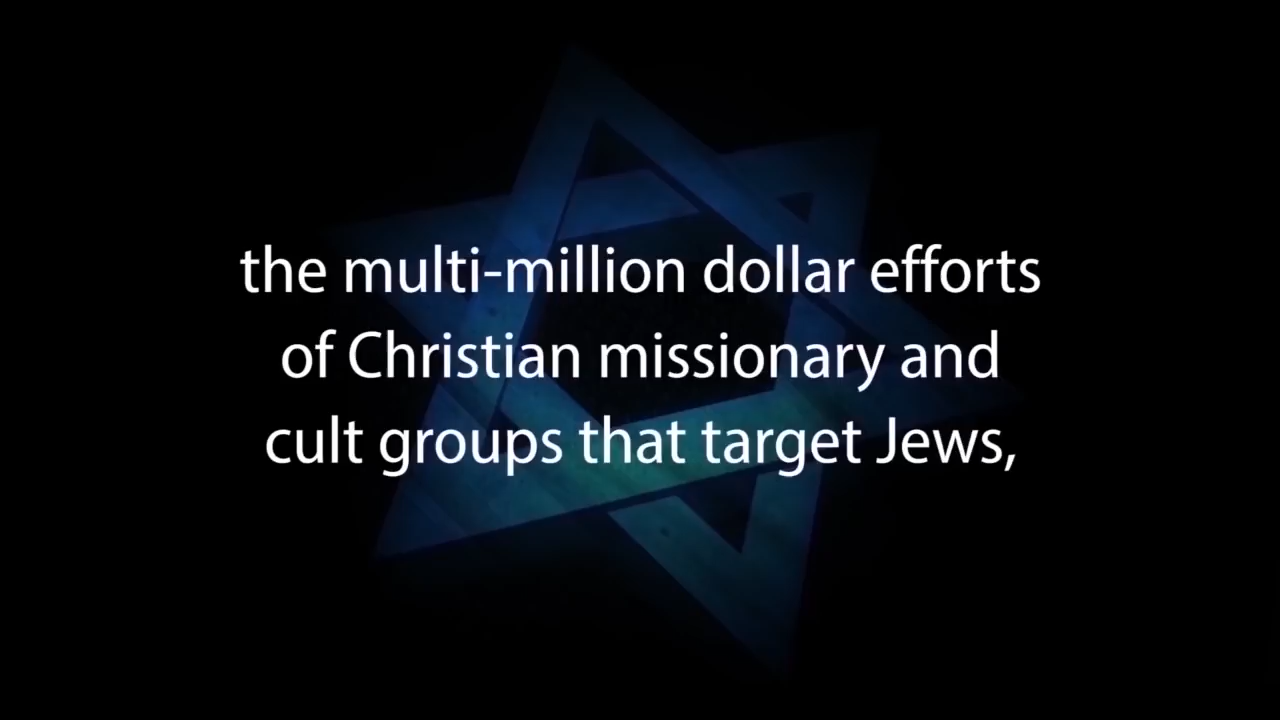 the multi-million dollar efforts
of Christian missionary and
cult groups that target Jews,